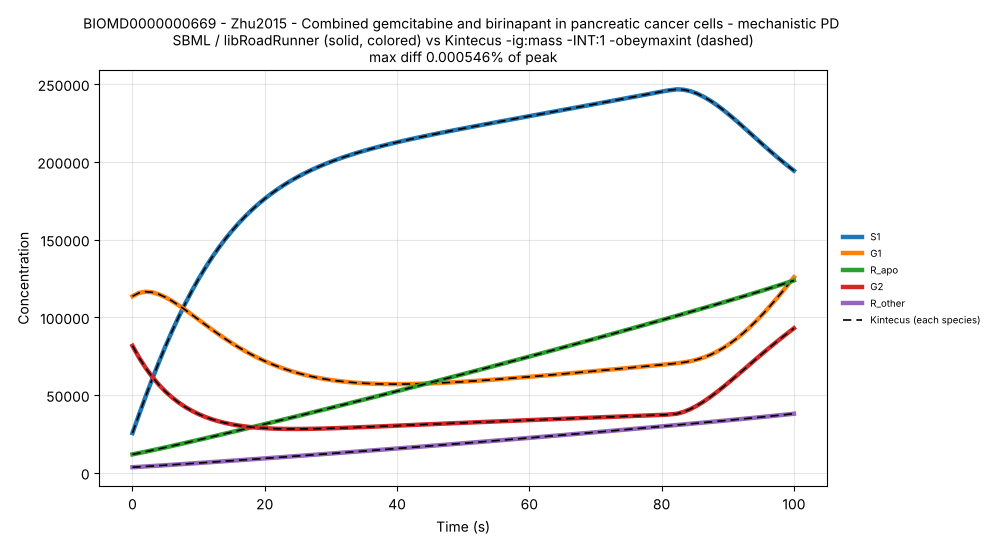 BIOMD0000000669 - Zhu2015 - Combined gemcitabine and birinapant in pancreatic cancer cells - mechanistic PD
SBML / libRoadRunner (solid, colored) vs Kintecus -ig:mass -INT:1 -obeymaxint (dashed)
max diff 0.000546% of peak
250000
200000
150000
100000
50000
0
Concentration
0
20
40
60
80
100
Time (s)
S1
G1
R_apo
G2
R_other
Kintecus (each species)